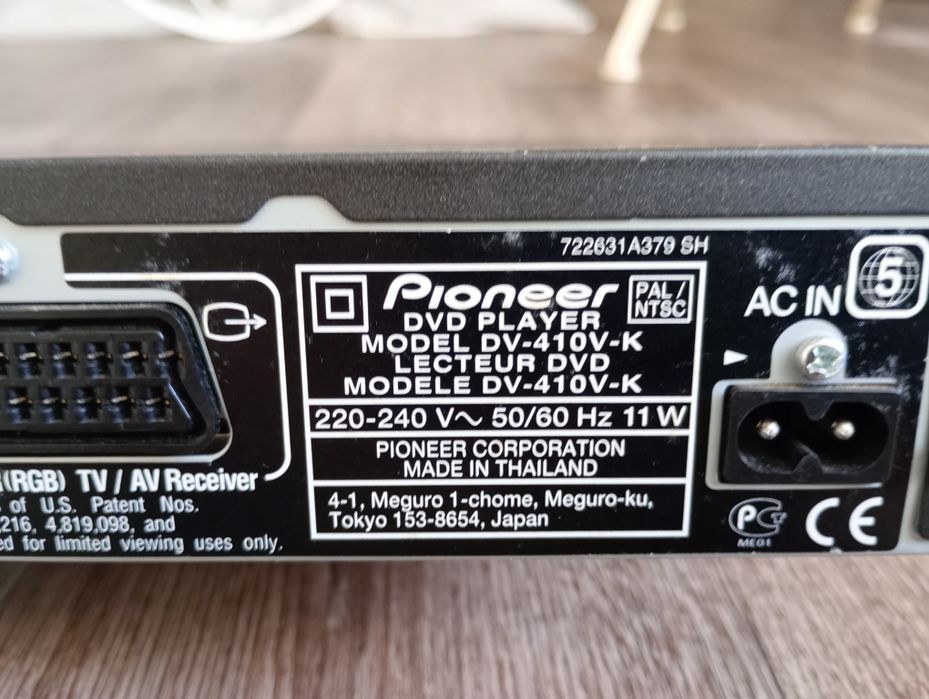 722631A379 SH
Pioneer
PAL /
NTSC
DVD PLAYER
MODEL DV-410V-K
LECTEUR DVD
MODELE DV-410V-K
220-240 V~ 50/60 Hz 11 W
PIONEER CORPORATION
MADE IN THAILAND
4-1, Meguro 1-chome, Meguro-ku,
Tokyo 153-8654, Japan
AC IN
5
(RGB) TV / AV Receiver
of U.S. Patent Nos.
,216, 4,819,098, and
ed for limited viewing uses only.
ME01
CE